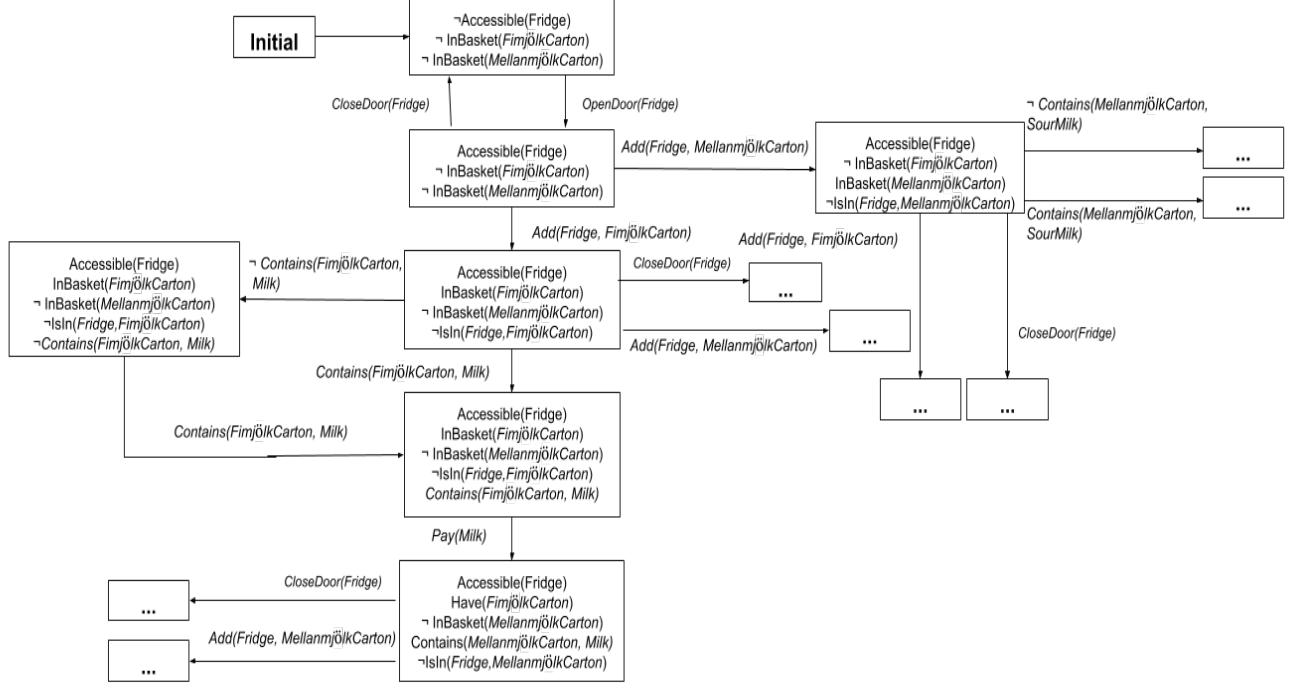 Initial
¬Accessible(Fridge)
¬ InBasket(FimjölkCarton)
¬ InBasket(MellanmjölkCarton)
CloseDoor(Fridge)
OpenDoor(Fridge)
Accessible(Fridge)
¬ InBasket(FimjölkCarton)
¬ InBasket(MellanmjölkCarton)
Add(Fridge, MellanmjölkCarton)
Accessible(Fridge)
¬ InBasket(FimjölkCarton)
InBasket(MellanmjölkCarton)
¬IsIn(Fridge,MellanmjölkCarton)
¬ Contains(MellanmjölkCarton,
SourMilk)
...
...
Contains(MellanmjölkCarton,
SourMilk)
Add(Fridge, FimjölkCarton)
Add(Fridge, FimjölkCarton)
CloseDoor(Fridge)
...
Accessible(Fridge)
InBasket(FimjölkCarton)
¬ InBasket(MellanmjölkCarton)
¬IsIn(Fridge,FimjölkCarton)
¬Contains(FimjölkCarton, Milk)
¬ Contains(FimjölkCarton,
Milk)
Accessible(Fridge)
InBasket(FimjölkCarton)
¬ InBasket(MellanmjölkCarton)
¬IsIn(Fridge,FimjölkCarton)
Add(Fridge, MellanmjölkCarton)
...
CloseDoor(Fridge)
...
...
Contains(FimjölkCarton, Milk)
Contains(FimjölkCarton, Milk)
Accessible(Fridge)
InBasket(FimjölkCarton)
¬ InBasket(MellanmjölkCarton)
¬IsIn(Fridge,FimjölkCarton)
Contains(FimjölkCarton, Milk)
Pay(Milk)
CloseDoor(Fridge)
...
Add(Fridge, MellanmjölkCarton)
...
Accessible(Fridge)
Have(FimjölkCarton)
¬ InBasket(MellanmjölkCarton)
Contains(MellanmjölkCarton, Milk)
¬IsIn(Fridge,MellanmjölkCarton)